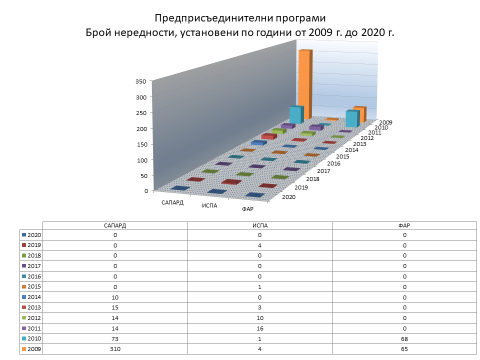 Предприсъединителни програми
Брой нередности, установени по години от 2009 г. до 2020 г.
350
300
250
200
150
100
50
0
САПАРД
ИСПА
ФАР
2009
2010
2011
2012
2013
2014
2015
2016
2017
2018
2019
2020
САПАРД ИСПА ФАР
2020 0 0 0
2019 0 4 0
2018 0 0 0
2017 0 0 0
2016 0 0 0
2015 0 1 0
2014 10 0 0
2013 15 3 0
2012 14 10 0
2011 14 16 0
2010 73 1 68
2009 310 4 65